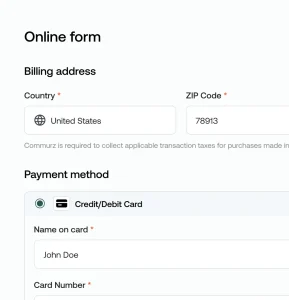 Online form
Billing address
Country * ZIP Code *
United States 78913
Commurz is required to collect applicable transaction taxes for purchases made in
Payment method
Credit/Debit Card
Name on card *
John Doe
Card Number *